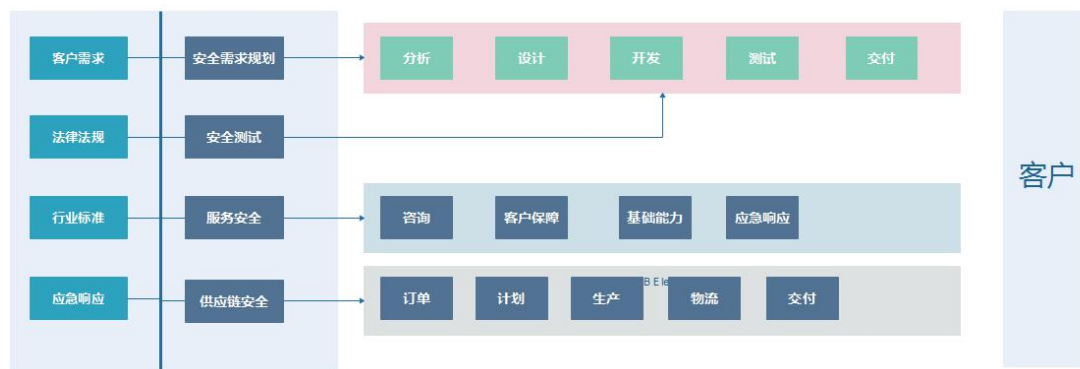 客户需求
安全需求规划
分析
设计
开发
测试
交付
法律法规
安全测试
客户
行业标准
服务安全
咨询
客户保障
基础能力
应急响应
应急响应
供应链安全
订单
计划
生产
B Ele
物流
交付